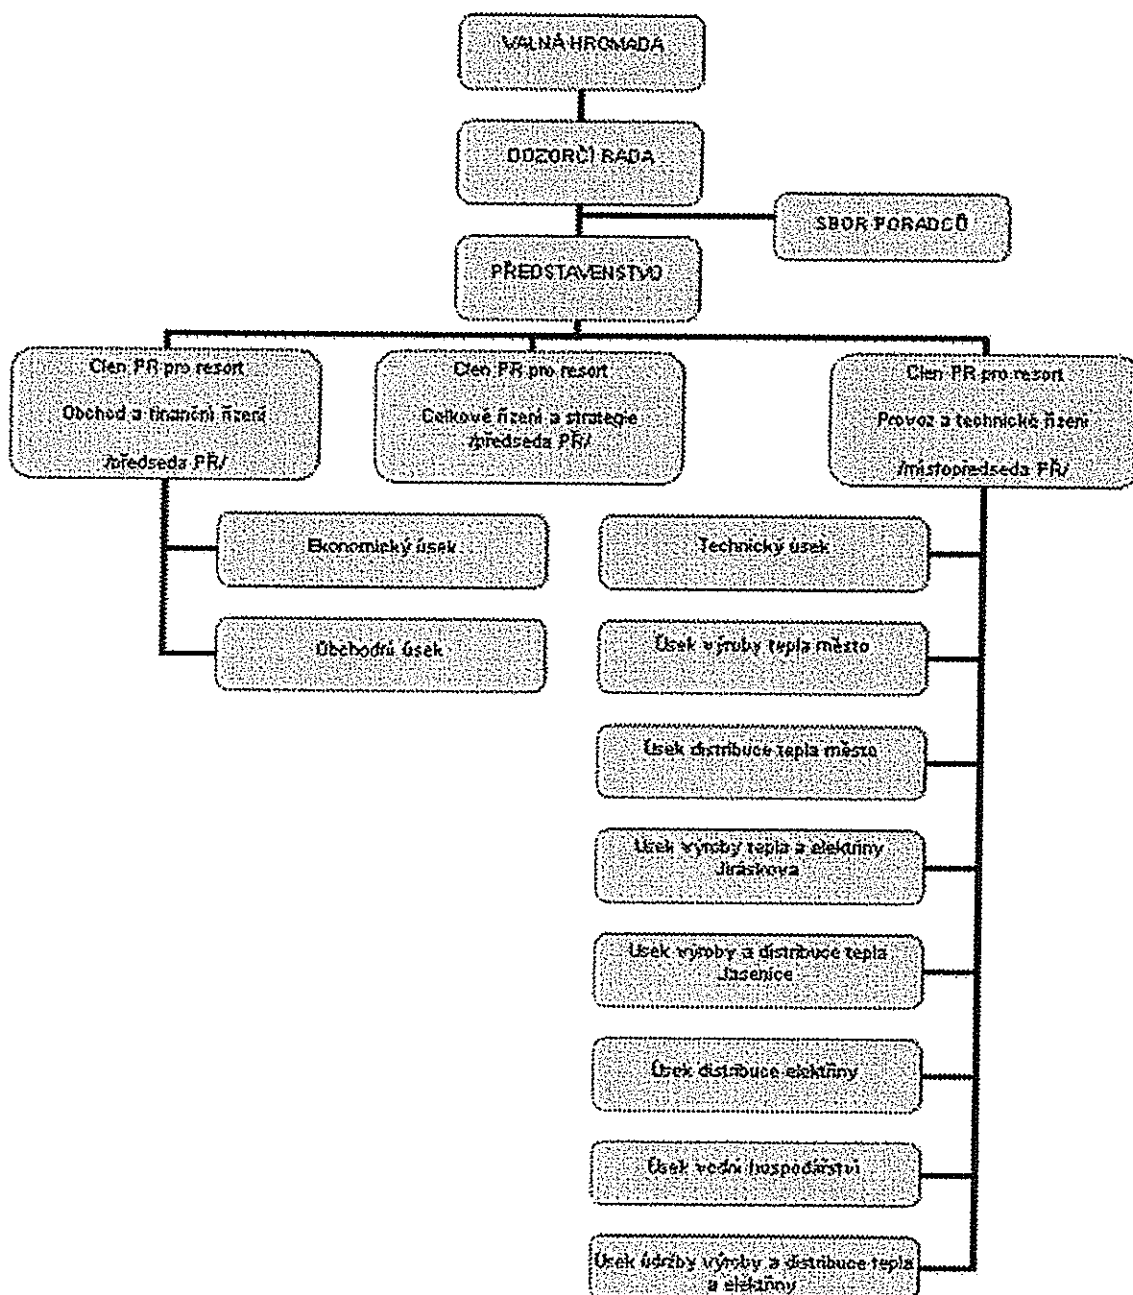 VALNÁ HROMADA
DOZORČÍ RADA
SBOR PORADCŮ
PŘEDSTAVENSTVO
Člen PŘ pro resort
Obchod a finanční řízení
/předseda PŘ/
Člen PŘ pro resort
Celkové řízení a strategie
/předseda PŘ/
Člen PŘ pro resort
Provoz a technické řízení
/místopředseda PŘ/
Ekonomický úsek
Obchodní úsek
Technický úsek
Úsek výroby tepla město
Úsek distribuce tepla město
Úsek výroby tepla a elektřiny
Jiráskova
Úsek výroby a distribuce tepla
Jasenice
Úsek distribuce elektřiny
Úsek vodní hospodářství
Úsek údržby výroby a distribuce tepla
a elektřiny